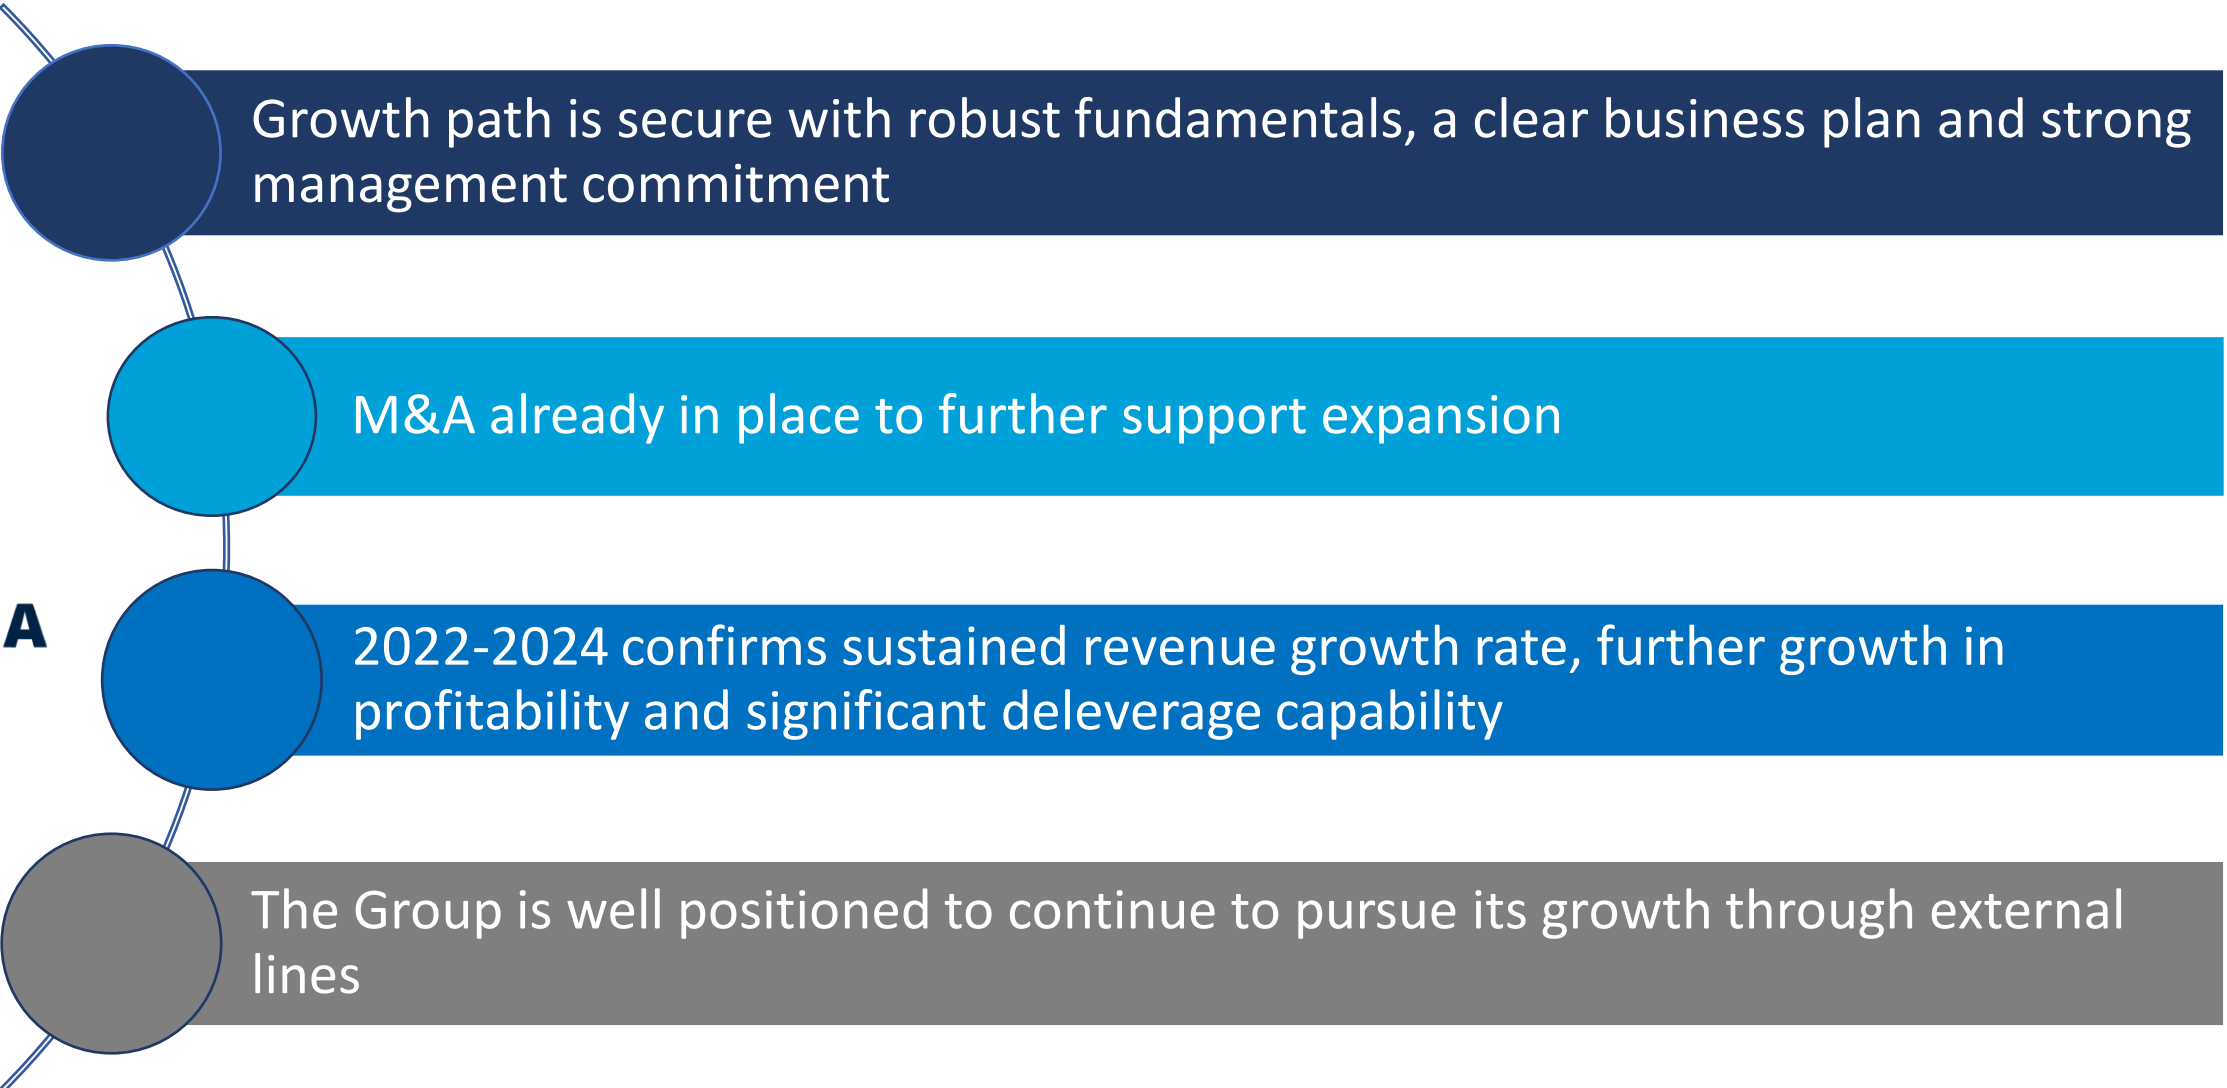 Growth path is secure with robust fundamentals, a clear business plan and strong
management commitment
M&A already in place to further support expansion
A
2022-2024 confirms sustained revenue growth rate, further growth in
profitability and significant deleverage capability
The Group is well positioned to continue to pursue its growth through external
lines